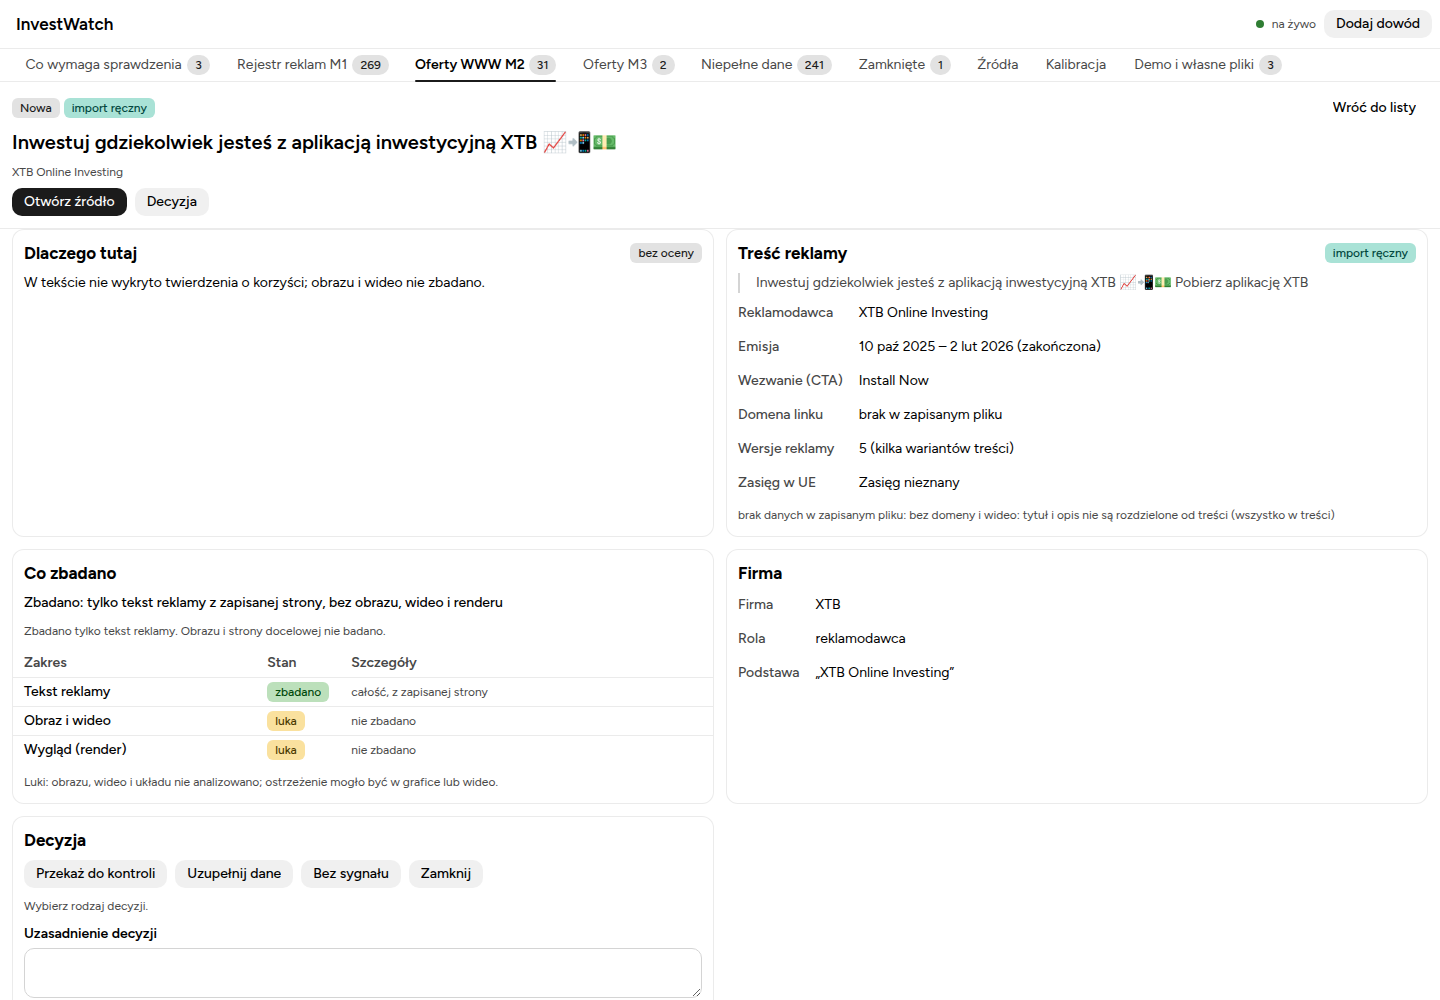 InvestWatch
na żywo
Dodaj dowód
Co wymaga sprawdzenia 3
Rejestr reklam M1 269
Oferty WWW M2 31
Oferty M3 2
Niepełne dane 241
Zamknięte 1
Źródła
Kalibracja
Demo i własne pliki 3
Nowa
import ręczny
Wróć do listy
Inwestuj gdziekolwiek jesteś z aplikacją inwestycyjną XTB 📈📲💵
XTB Online Investing
Otwórz źródło
Decyzja
Dlaczego tutaj
bez oceny
W tekście nie wykryto twierdzenia o korzyści; obrazu i wideo nie zbadano.
Treść reklamy
import ręczny
Inwestuj gdziekolwiek jesteś z aplikacją inwestycyjną XTB 📈📲💵 Pobierz aplikację XTB
Reklamodawca XTB Online Investing
Emisja 10 paź 2025 – 2 lut 2026 (zakończona)
Wezwanie (CTA) Install Now
Domena linku brak w zapisanym pliku
Wersje reklamy 5 (kilka wariantów treści)
Zasięg w UE Zasięg nieznany
brak danych w zapisanym pliku: bez domeny i wideo: tytuł i opis nie są rozdzielone od treści (wszystko w treści)
Co zbadano
Zbadano: tylko tekst reklamy z zapisanej strony, bez obrazu, wideo i renderu
Zbadano tylko tekst reklamy. Obrazu i strony docelowej nie badano.
Zakres Stan Szczegóły
Tekst reklamy zbadano całość, z zapisanej strony
Obraz i wideo luka nie zbadano
Wygląd (render) luka nie zbadano
Luki: obrazu, wideo i układu nie analizowano; ostrzeżenie mogło być w grafice lub wideo.
Firma
Firma XTB
Rola reklamodawca
Podstawa „XTB Online Investing”
Decyzja
Przekaż do kontroli
Uzupełnij dane
Bez sygnału
Zamknij
Wybierz rodzaj decyzji.
Uzasadnienie decyzji